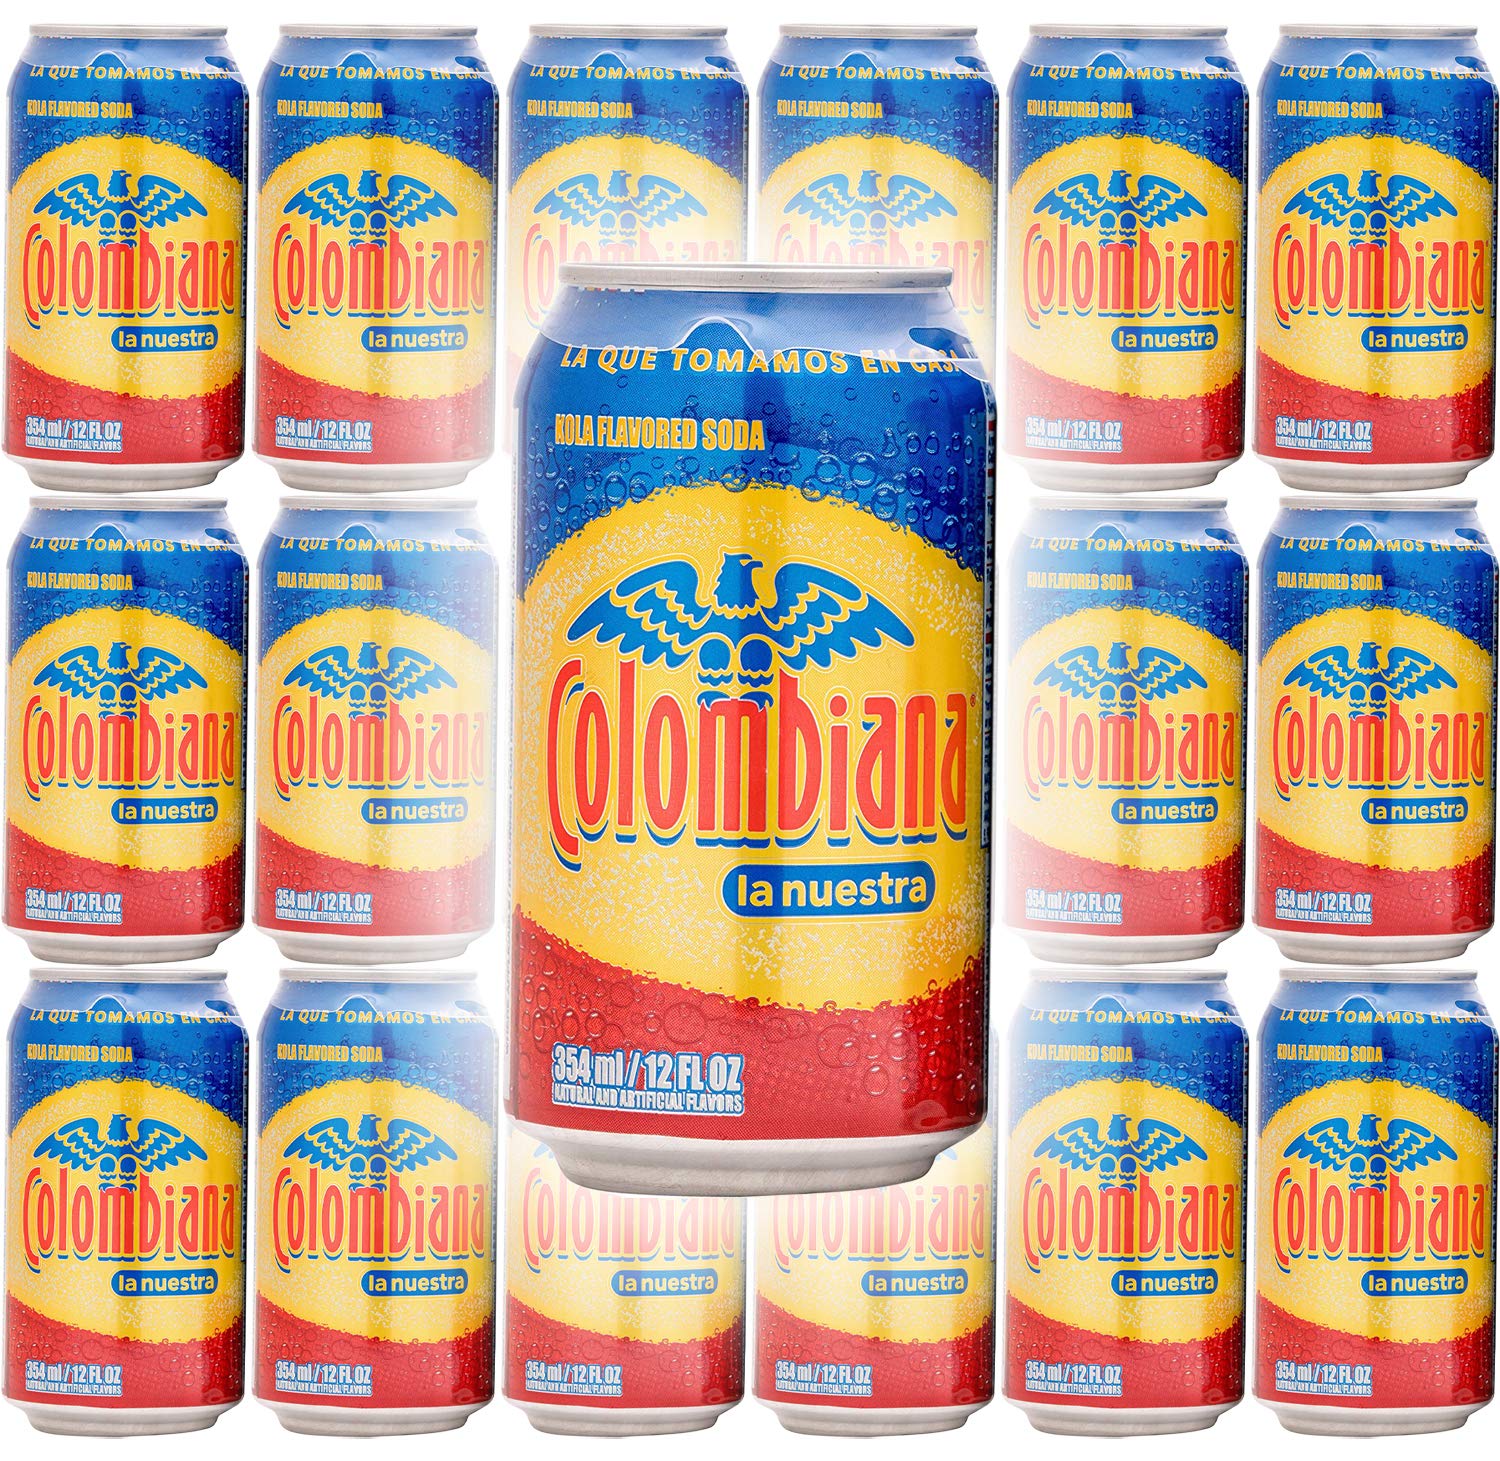 LA QUE TOMAMOS EN CASA
KOLA FLAVORED SODA
Colombiana®
la nuestra
354 ml / 12 FL OZ
NATURAL AND ARTIFICIAL FLAVORS